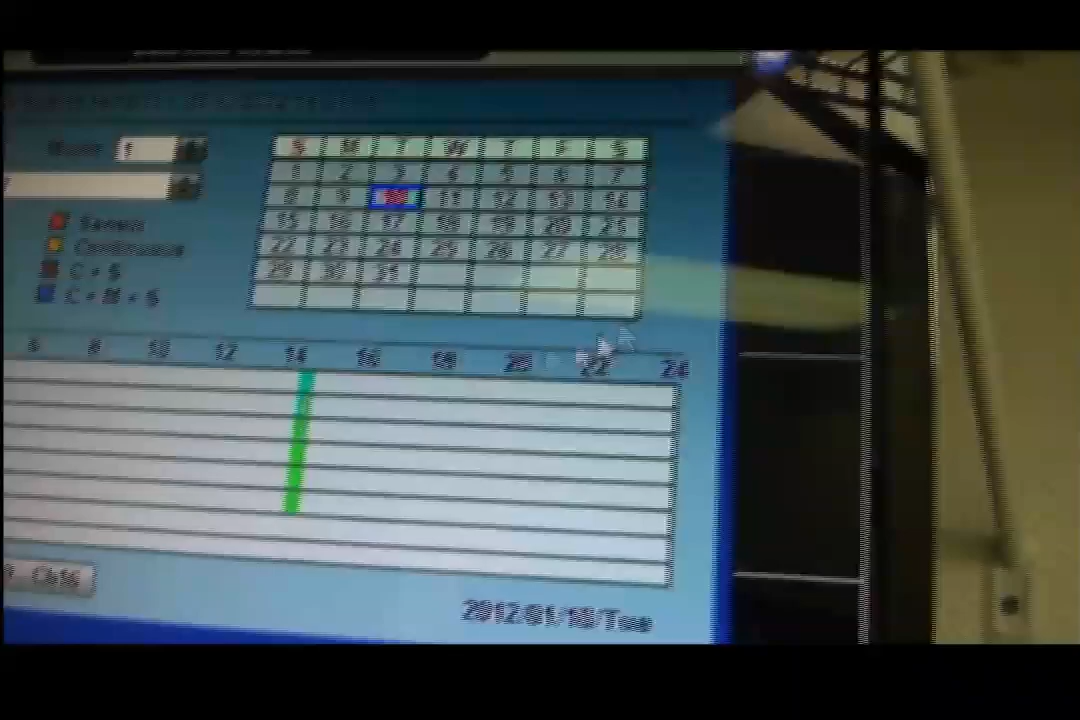 1
S M T W T F S
1 2 3 4 5 6 7
8 9 10 11 12 13 14
15 16 17 18 19 20 21
22 23 24 25 26 27 28
29 30 31
Sensor
Continuous
C + S
C + M + S
6 8 10 12 14 16 18 20 22 24
Ch16
2012/01/10/Tue